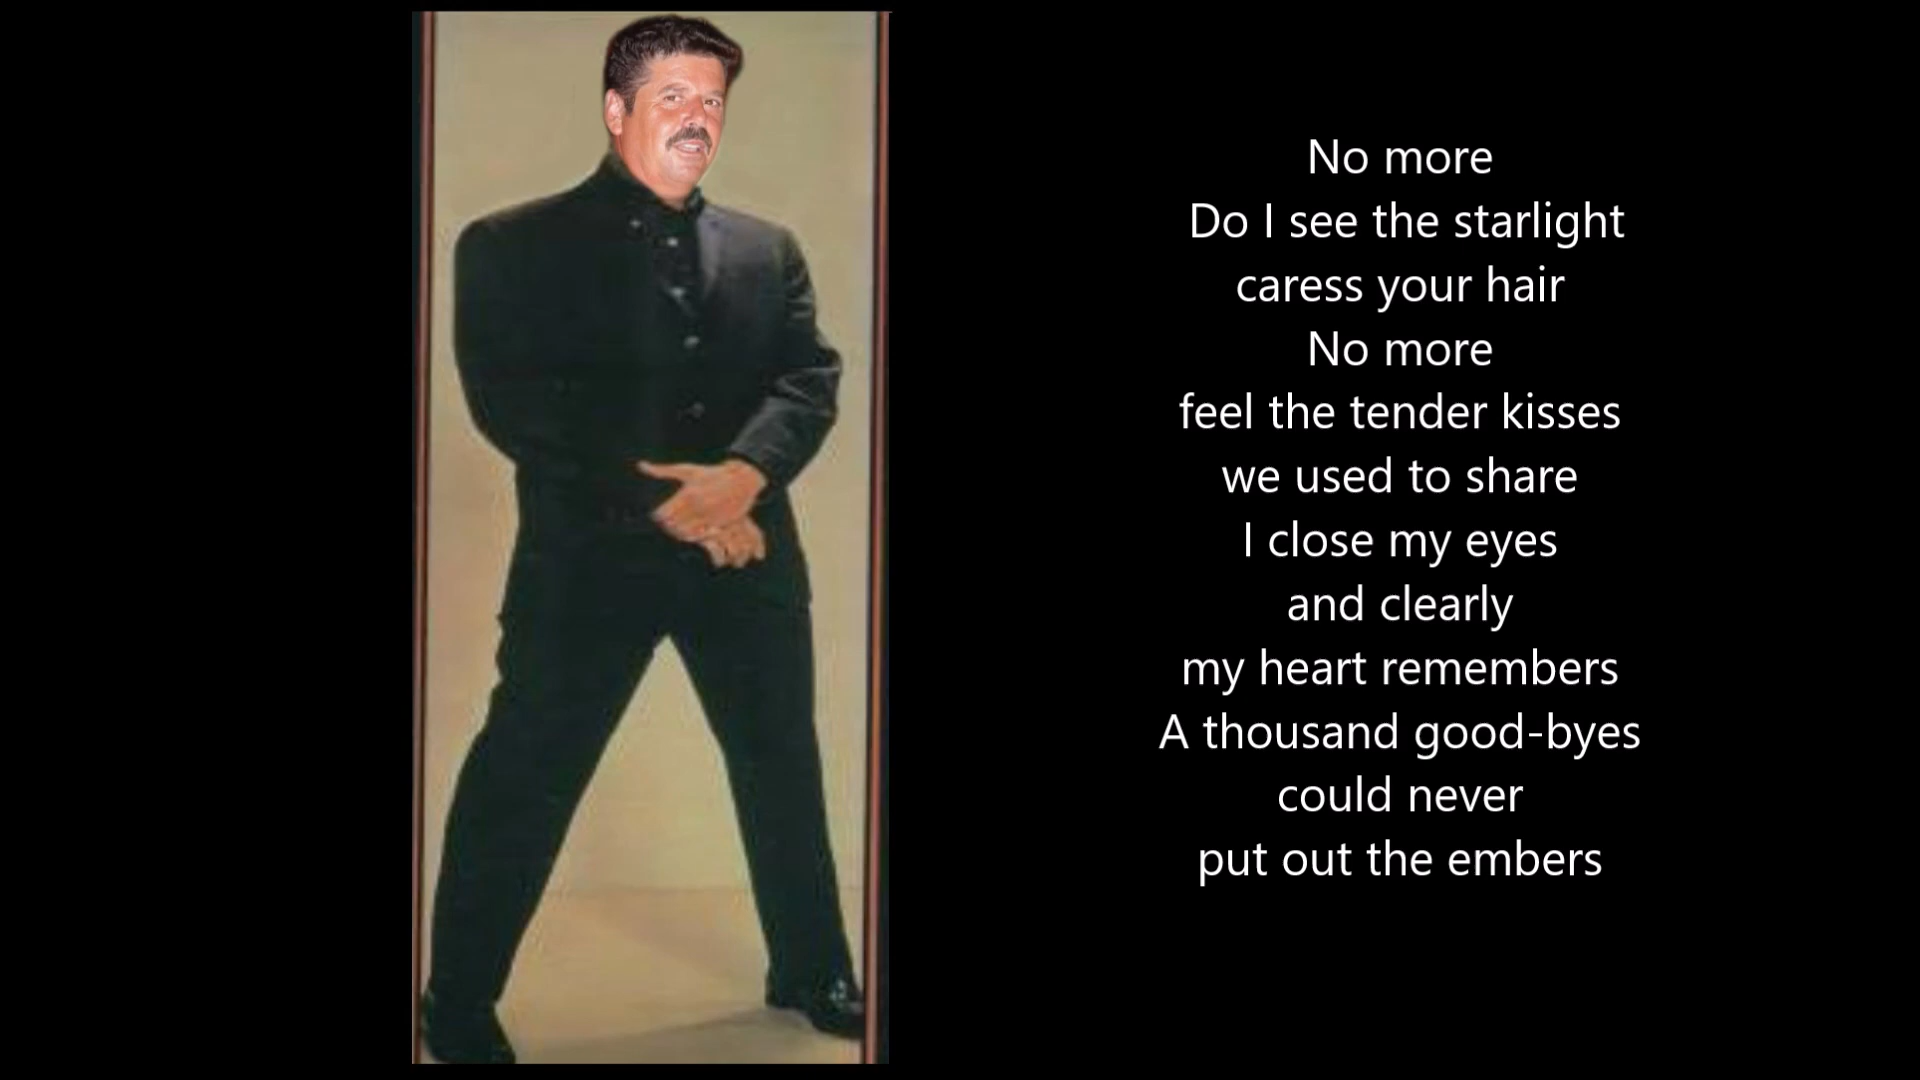 No more
Do I see the starlight
caress your hair
No more
feel the tender kisses
we used to share
I close my eyes
and clearly
my heart remembers
A thousand good-byes
could never
put out the embers